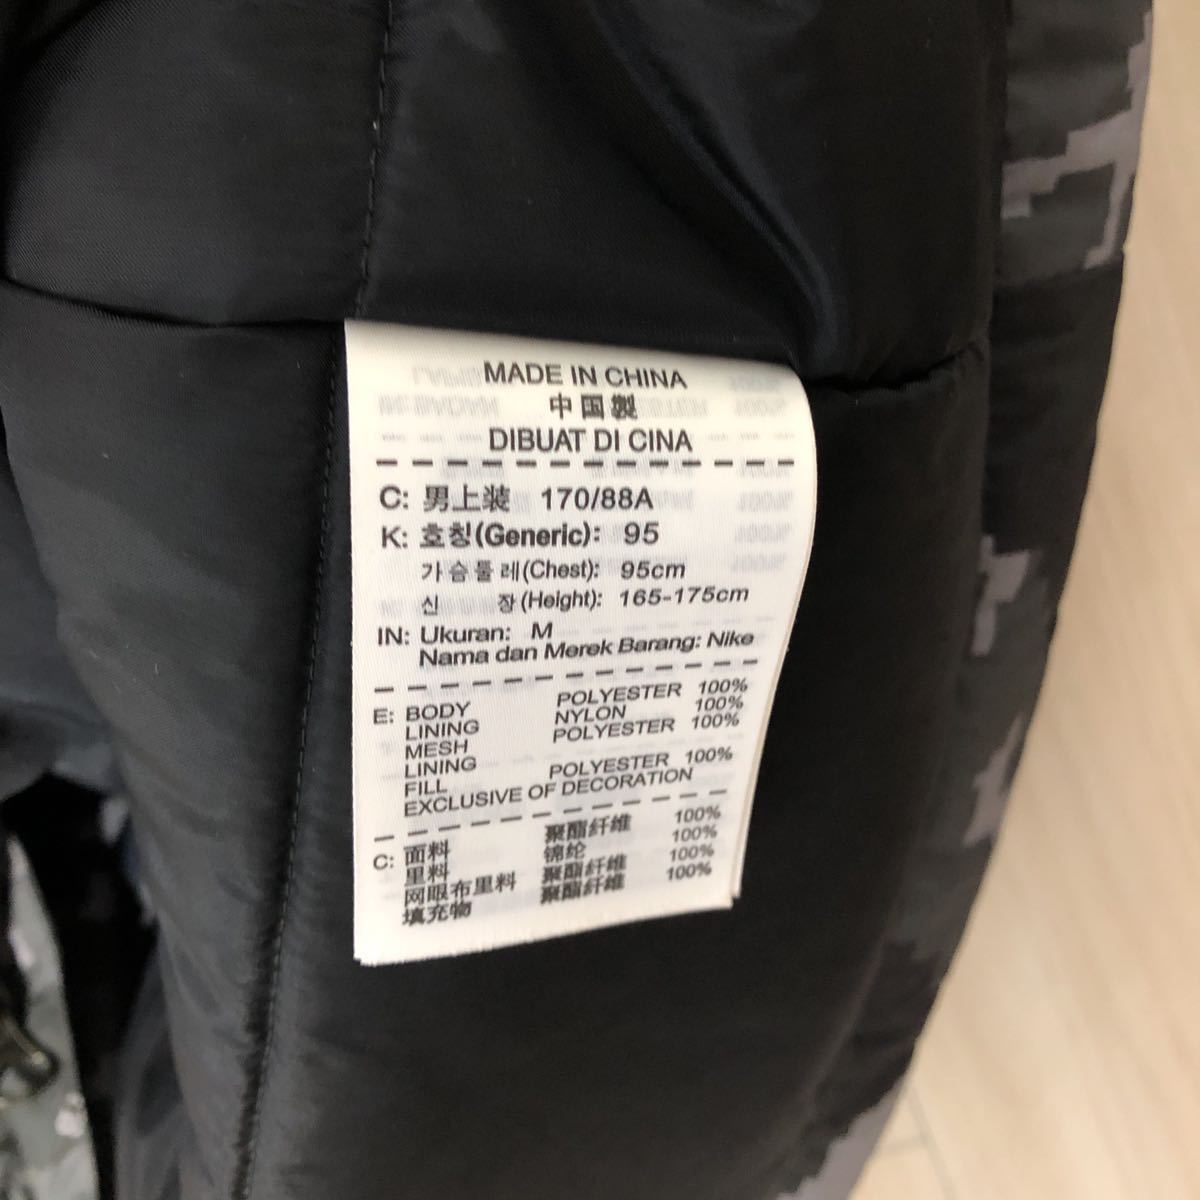 MADE IN CHINA
中国製
DIBUAT DI CINA
C: 男上装 170/88A
K: 호칭(Generic): 95
가슴둘레(Chest): 95cm
신 장(Height): 165-175cm
IN: Ukuran: M
Nama dan Merek Barang: Nike
E: BODY POLYESTER 100%
LINING NYLON 100%
MESH POLYESTER 100%
LINING
FILL POLYESTER 100%
EXCLUSIVE OF DECORATION
C: 面料 聚酯纤维 100%
里料 锦纶 100%
网眼布里料 聚酯纤维 100%
填充物 聚酯纤维 100%